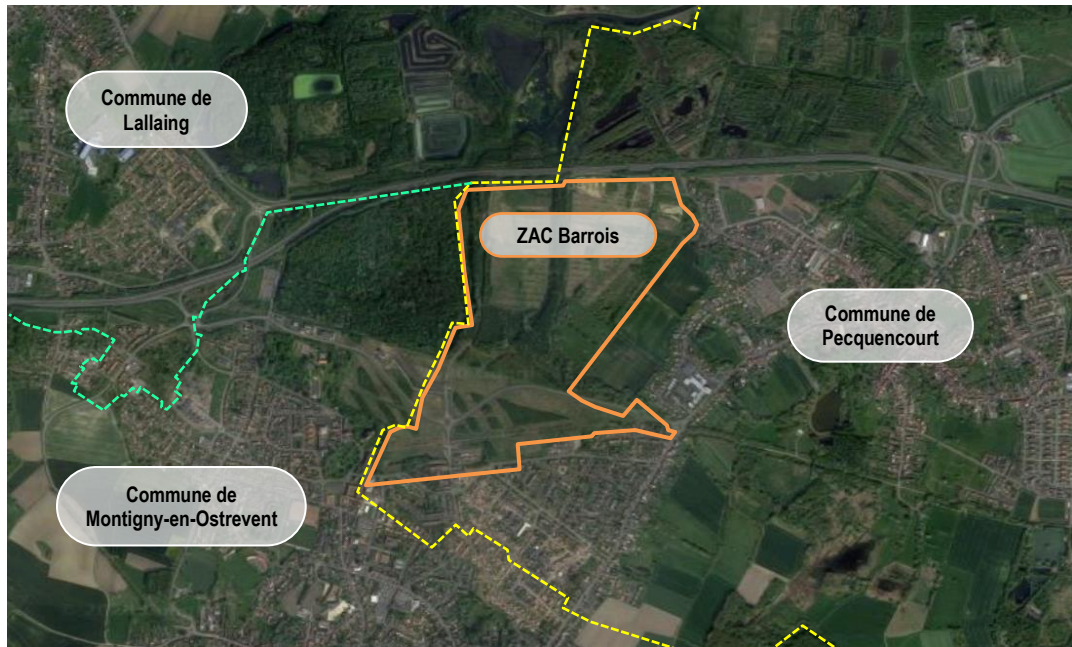 Commune de
Lallaing
ZAC Barrois
Commune de
Pecquencourt
Commune de
Montigny-en-Ostrevent